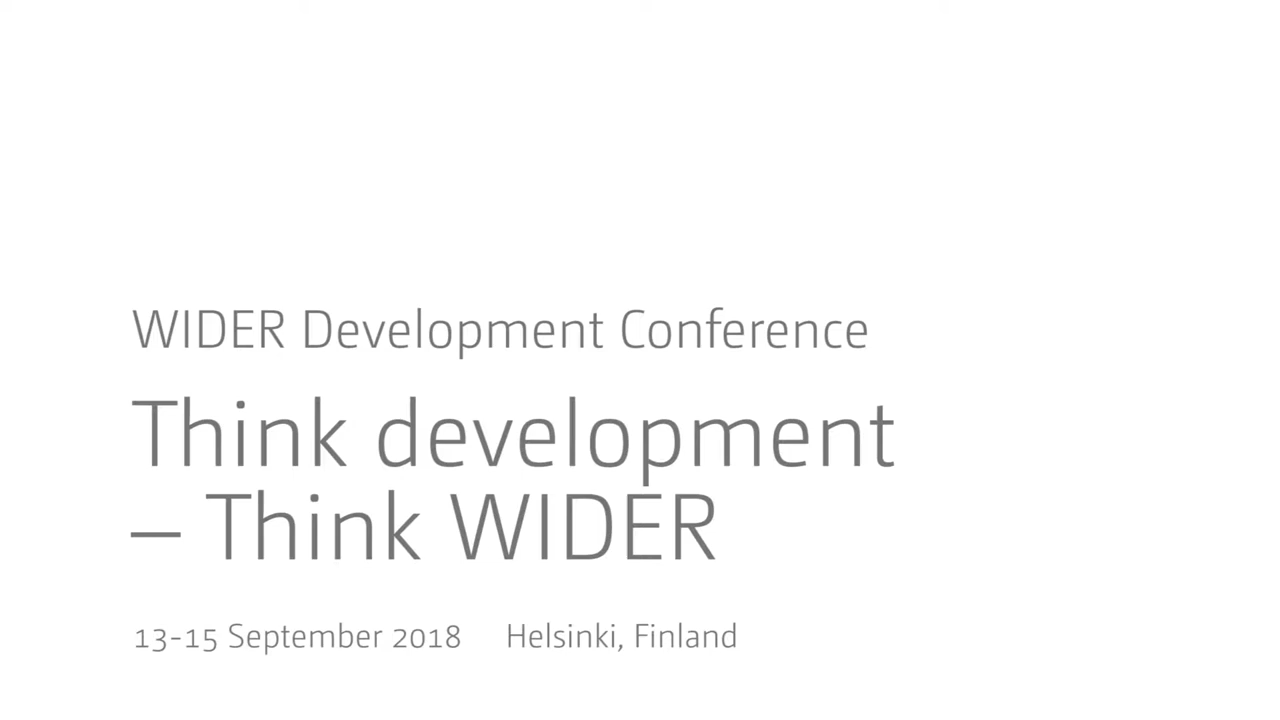 WIDER Development Conference
Think development
– Think WIDER
13-15 September 2018 Helsinki, Finland